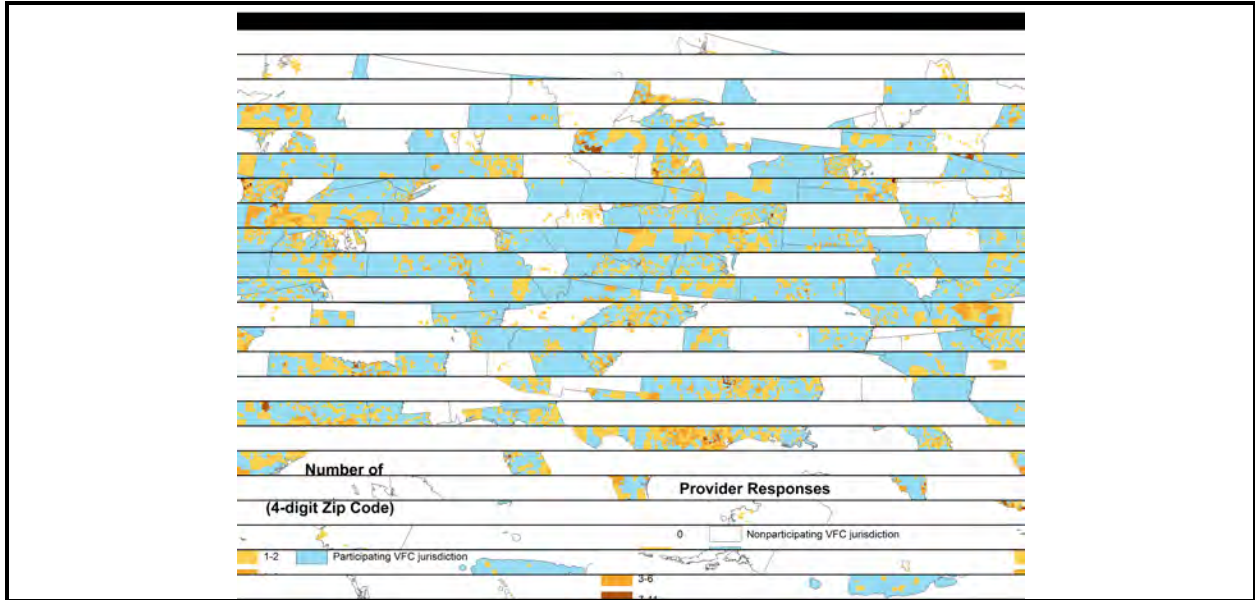 Number of
Provider Responses
(4-digit Zip Code)
0 Nonparticipating VFC jurisdiction
1-2 Participating VFC jurisdiction
3-6